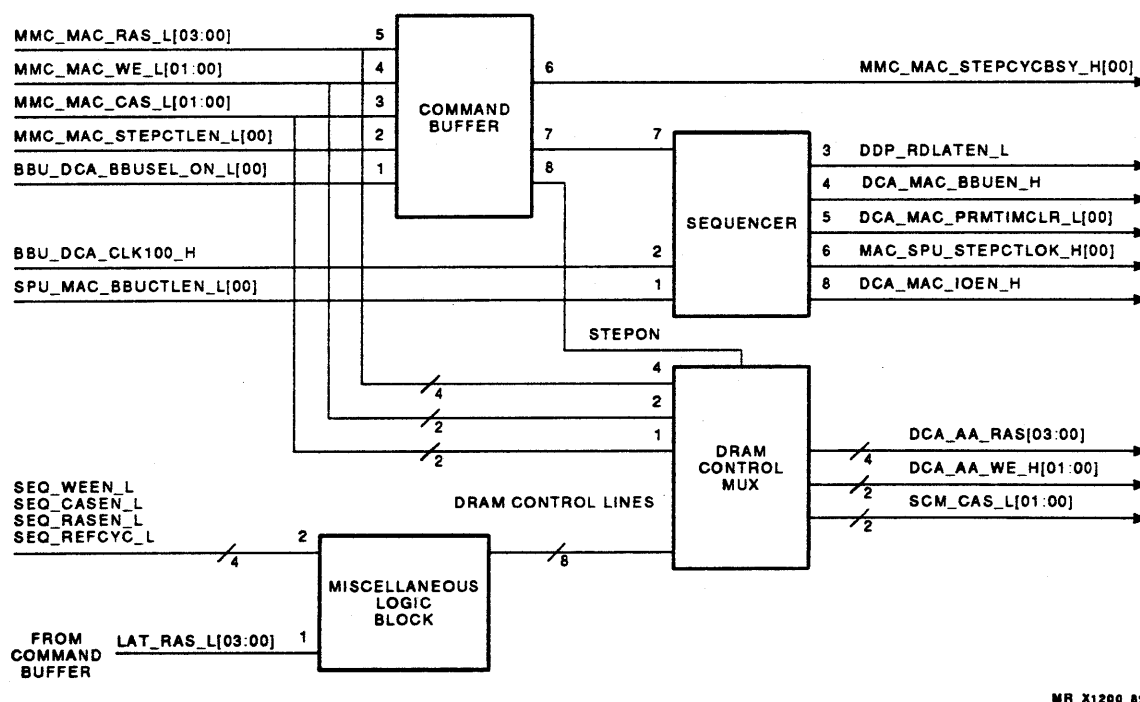 MMC_MAC_RAS_L[03:00]
5
MMC_MAC_WE_L[01:00]
4
MMC_MAC_CAS_L[01:00]
3
MMC_MAC_STEPCTLEN_L[00]
2
BBU_DCA_BBUSEL_ON_L[00]
1
COMMAND
BUFFER
6
MMC_MAC_STEPCYCBSY_H[00]
7
7
8
BBU_DCA_CLK100_H
2
SPU_MAC_BBUCTLEN_L[00]
1
SEQUENCER
3 DDP_RDLATEN_L
4 DCA_MAC_BBUEN_H
5 DCA_MAC_PRMTIMCLR_L[00]
6 MAC_SPU_STEPCTLOK_H[00]
8 DCA_MAC_IOEN_H
STEPON
4
4
2
2
1
2
DRAM
CONTROL
MUX
DCA_AA_RAS[03:00]
4
DCA_AA_WE_H[01:00]
2
SCM_CAS_L[01:00]
2
SEQ_WEEN_L
SEQ_CASEN_L
SEQ_RASEN_L
SEQ_REFCYC_L
4
2
DRAM CONTROL LINES
8
MISCELLANEOUS
LOGIC
BLOCK
FROM
COMMAND
BUFFER
LAT_RAS_L[03:00]
1
MR_X1200_89